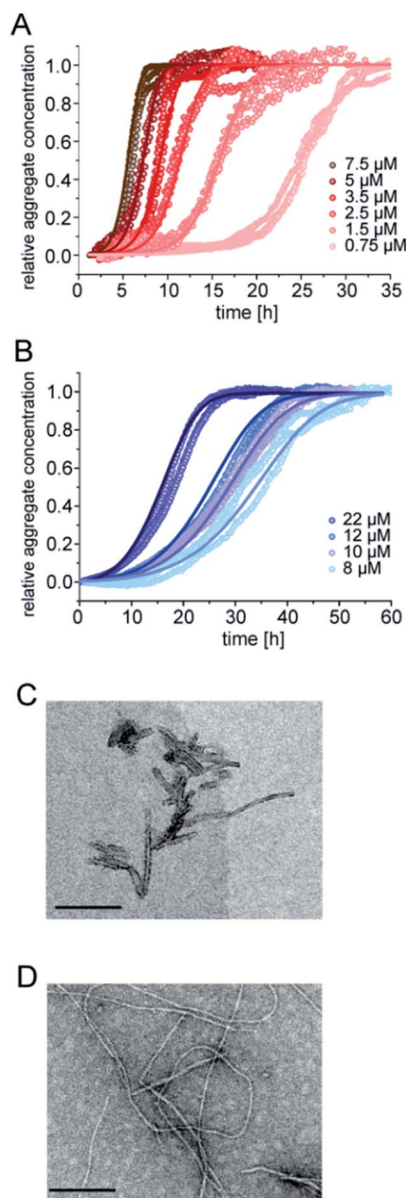 A
relative aggregate concentration
1.0
0.8
0.6
0.4
0.2
0.0
7.5 µM
5 µM
3.5 µM
2.5 µM
1.5 µM
0.75 µM
0 5 10 15 20 25 30 35
time [h]
B
relative aggregate concentration
1.0
0.8
0.6
0.4
0.2
0.0
22 µM
12 µM
10 µM
8 µM
0 10 20 30 40 50 60
time [h]
C
D